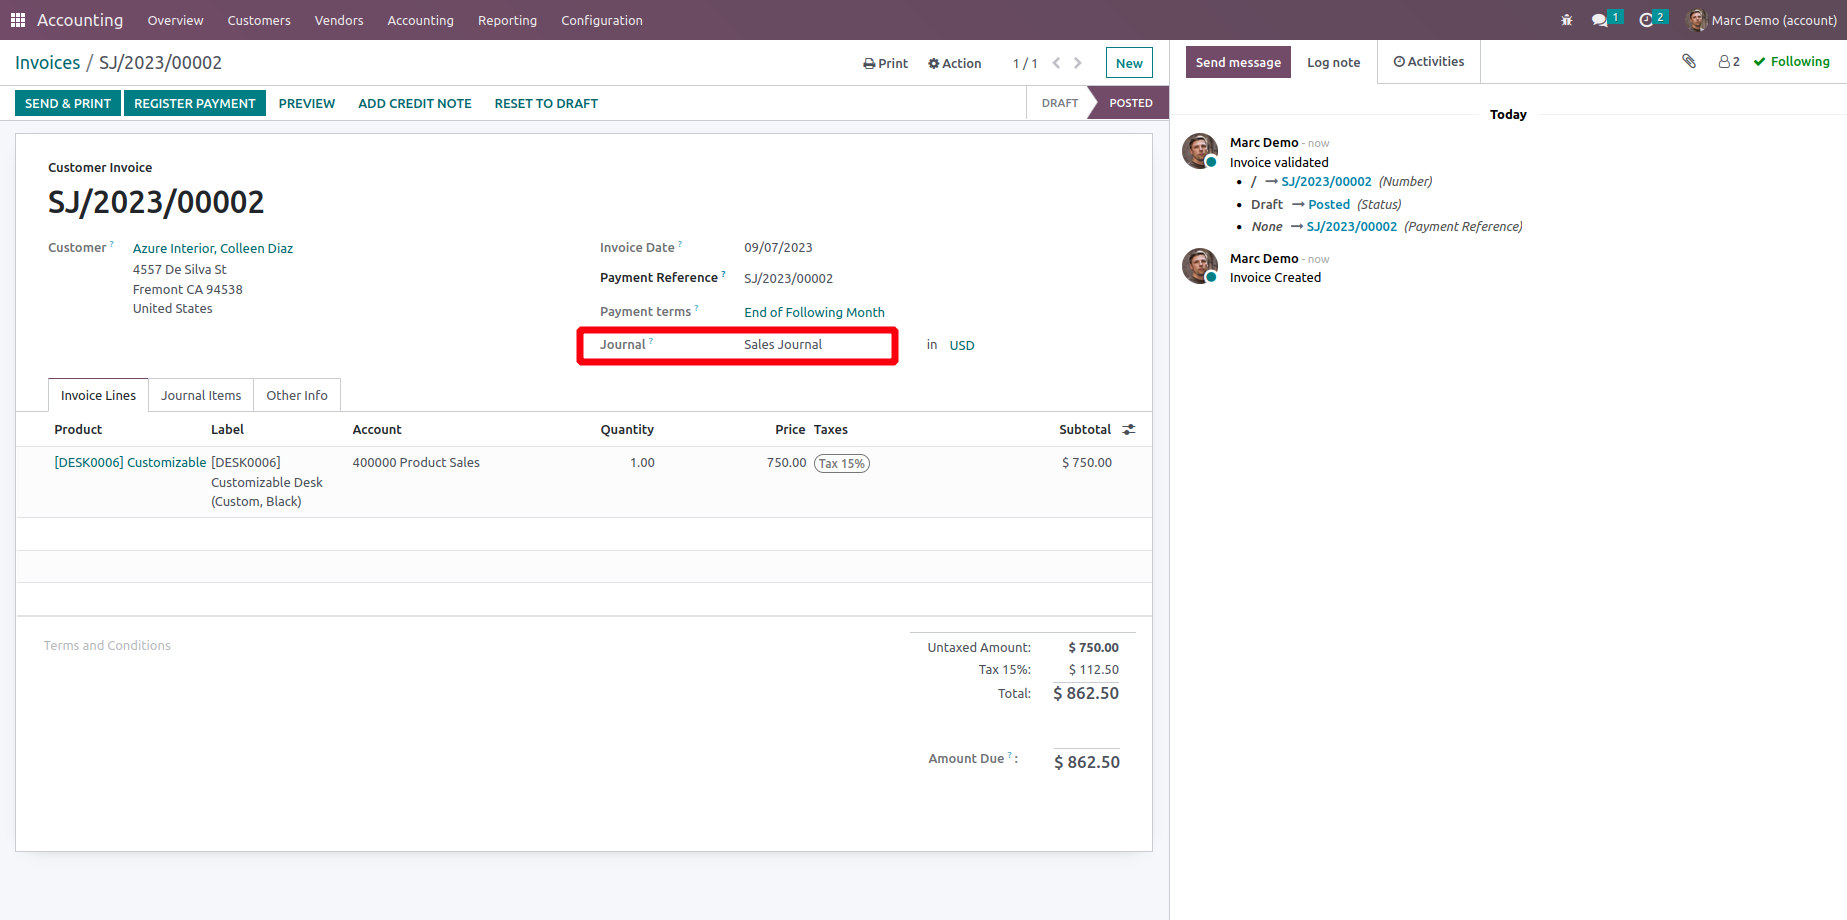 Accounting Overview Customers Vendors Accounting Reporting Configuration 1 2 Marc Demo (account)
Invoices / SJ/2023/00002 Print Action 1 / 1 New
SEND & PRINT REGISTER PAYMENT PREVIEW ADD CREDIT NOTE RESET TO DRAFT DRAFT POSTED
Customer Invoice
SJ/2023/00002
Customer ? Azure Interior, Colleen Diaz
4557 De Silva St
Fremont CA 94538
United States
Invoice Date ? 09/07/2023
Payment Reference ? SJ/2023/00002
Payment terms ? End of Following Month
Journal ? Sales Journal in USD
Invoice Lines Journal Items Other Info
Product Label Account Quantity Price Taxes Subtotal
[DESK0006] Customizable [DESK0006] 400000 Product Sales 1.00 750.00 Tax 15% $ 750.00
Customizable Desk
(Custom, Black)
Terms and Conditions
Untaxed Amount: $ 750.00
Tax 15%: $ 112.50
Total: $ 862.50
Amount Due ? : $ 862.50
Send message Log note Activities 2 Following
Today
Marc Demo - now
Invoice validated
• / → SJ/2023/00002 (Number)
• Draft → Posted (Status)
• None → SJ/2023/00002 (Payment Reference)
Marc Demo - now
Invoice Created